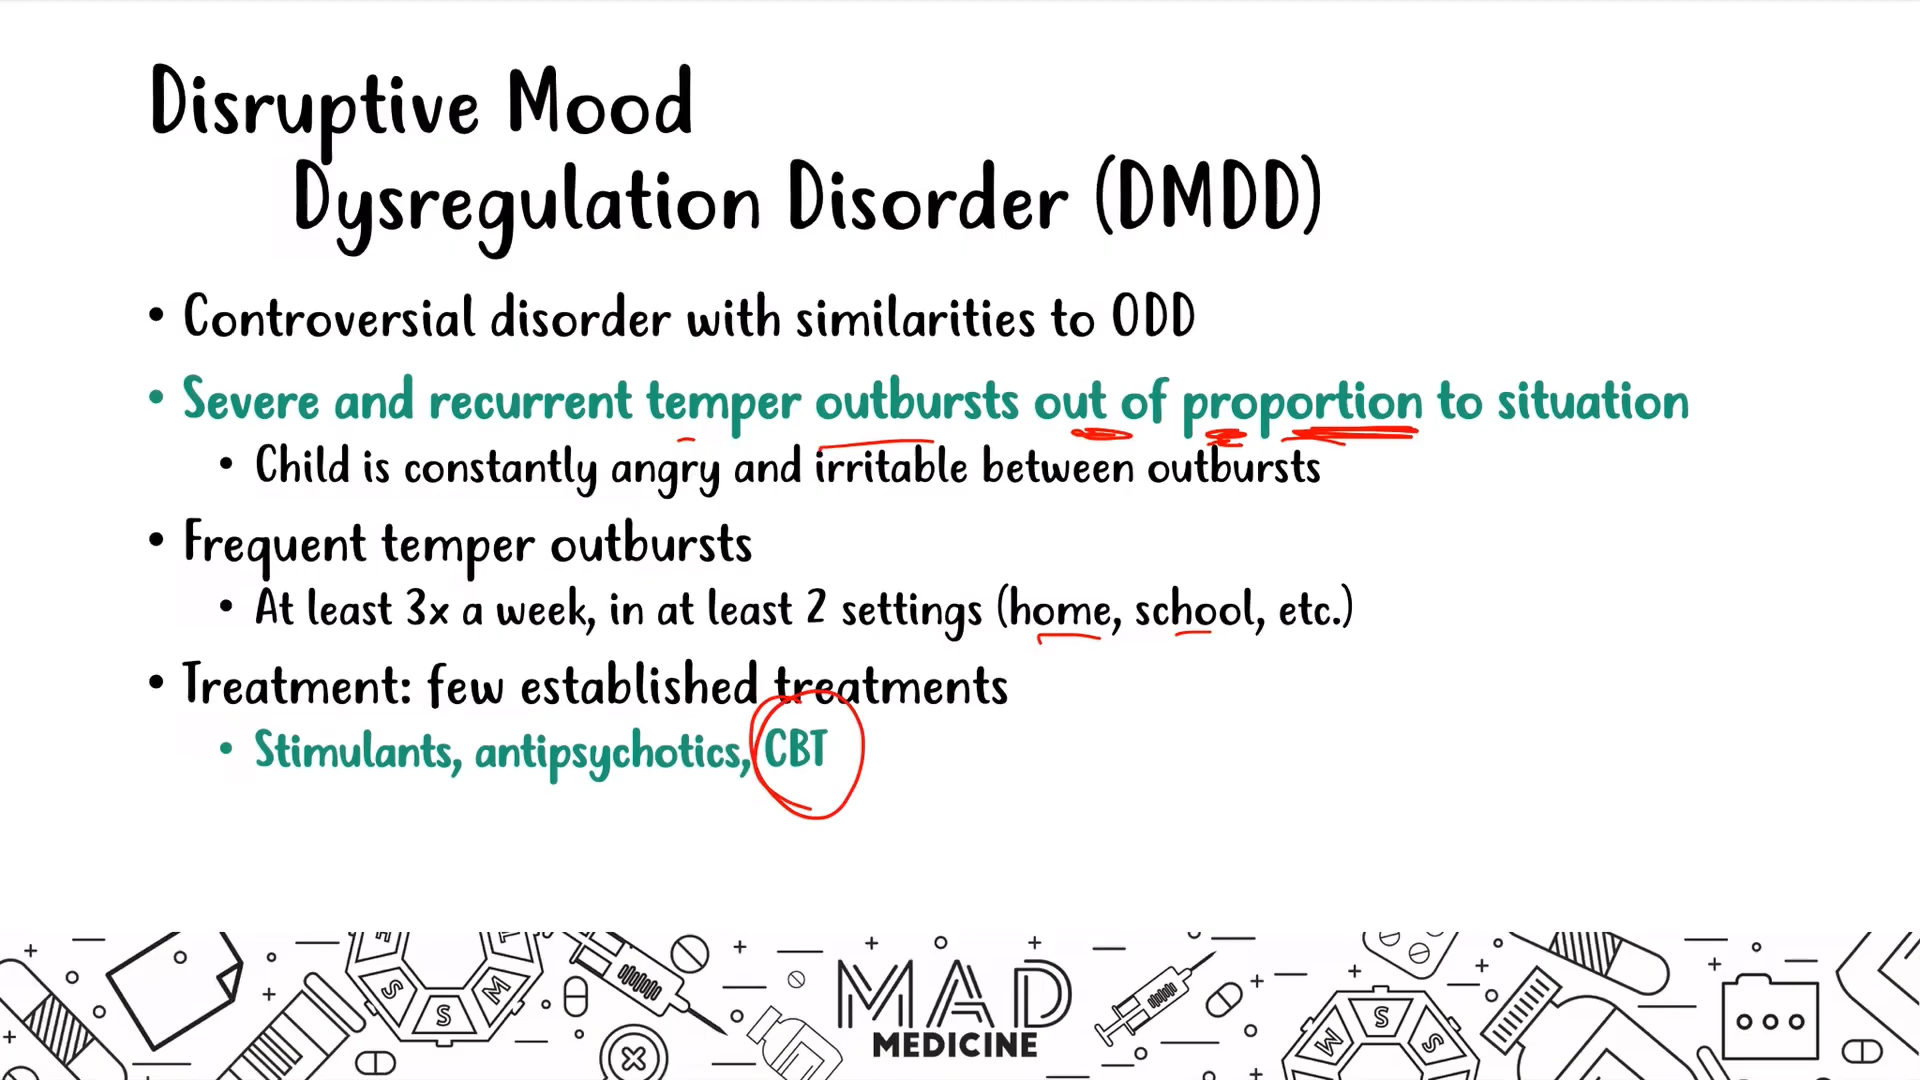 Disruptive Mood
Dysregulation Disorder (DMDD)
• Controversial disorder with similarities to ODD
• Severe and recurrent temper outbursts out of proportion to situation
• Child is constantly angry and irritable between outbursts
• Frequent temper outbursts
• At least 3x a week, in at least 2 settings (home, school, etc.)
• Treatment: few established treatments
• Stimulants, antipsychotics, CBT
MAD
MEDICINE
S S M
M S S